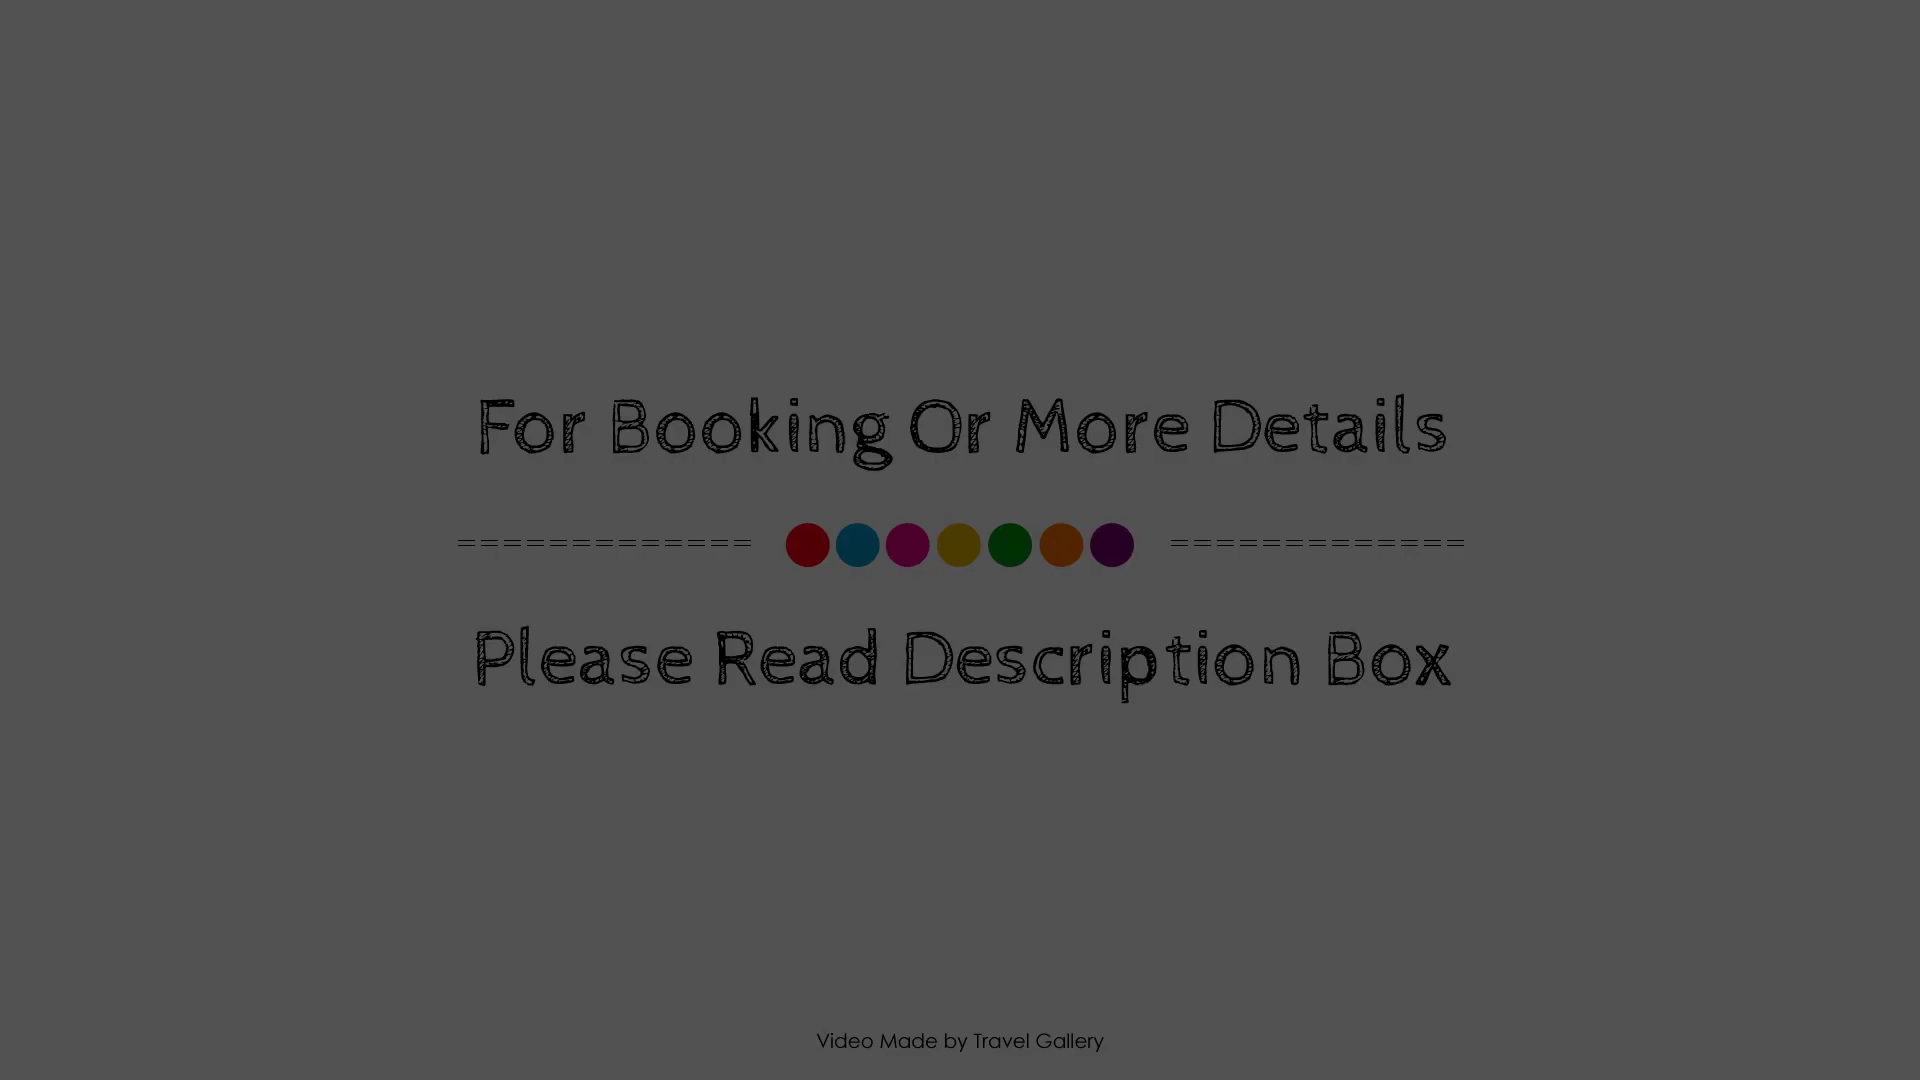 For Booking Or More Details
============= =============
Please Read Description Box
Video Made by Travel Gallery